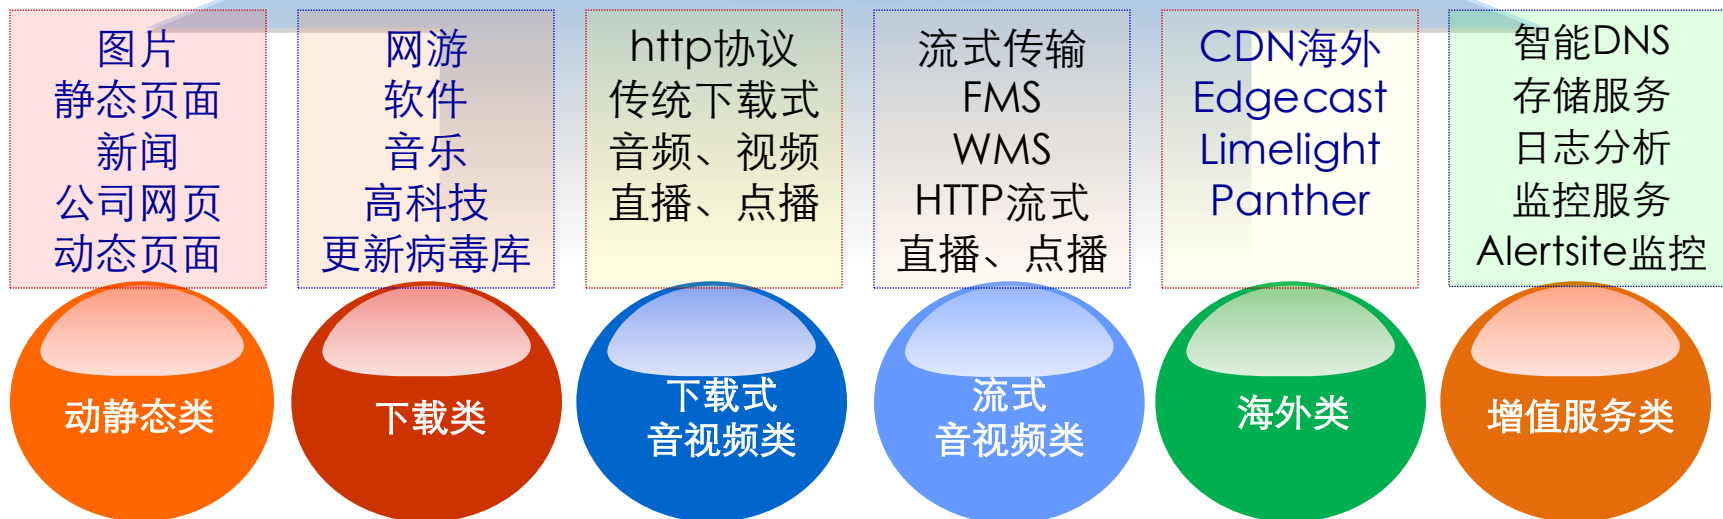 图片
静态页面
新闻
公司网页
动态页面
网游
软件
音乐
高科技
更新病毒库
http协议
传统下载式
音频、视频
直播、点播
流式传输
FMS
WMS
HTTP流式
直播、点播
CDN海外
Edgecast
Limelight
Panther
智能DNS
存储服务
日志分析
监控服务
Alertsite监控
动静态类
下载类
下载式
音视频类
流式
音视频类
海外类
增值服务类